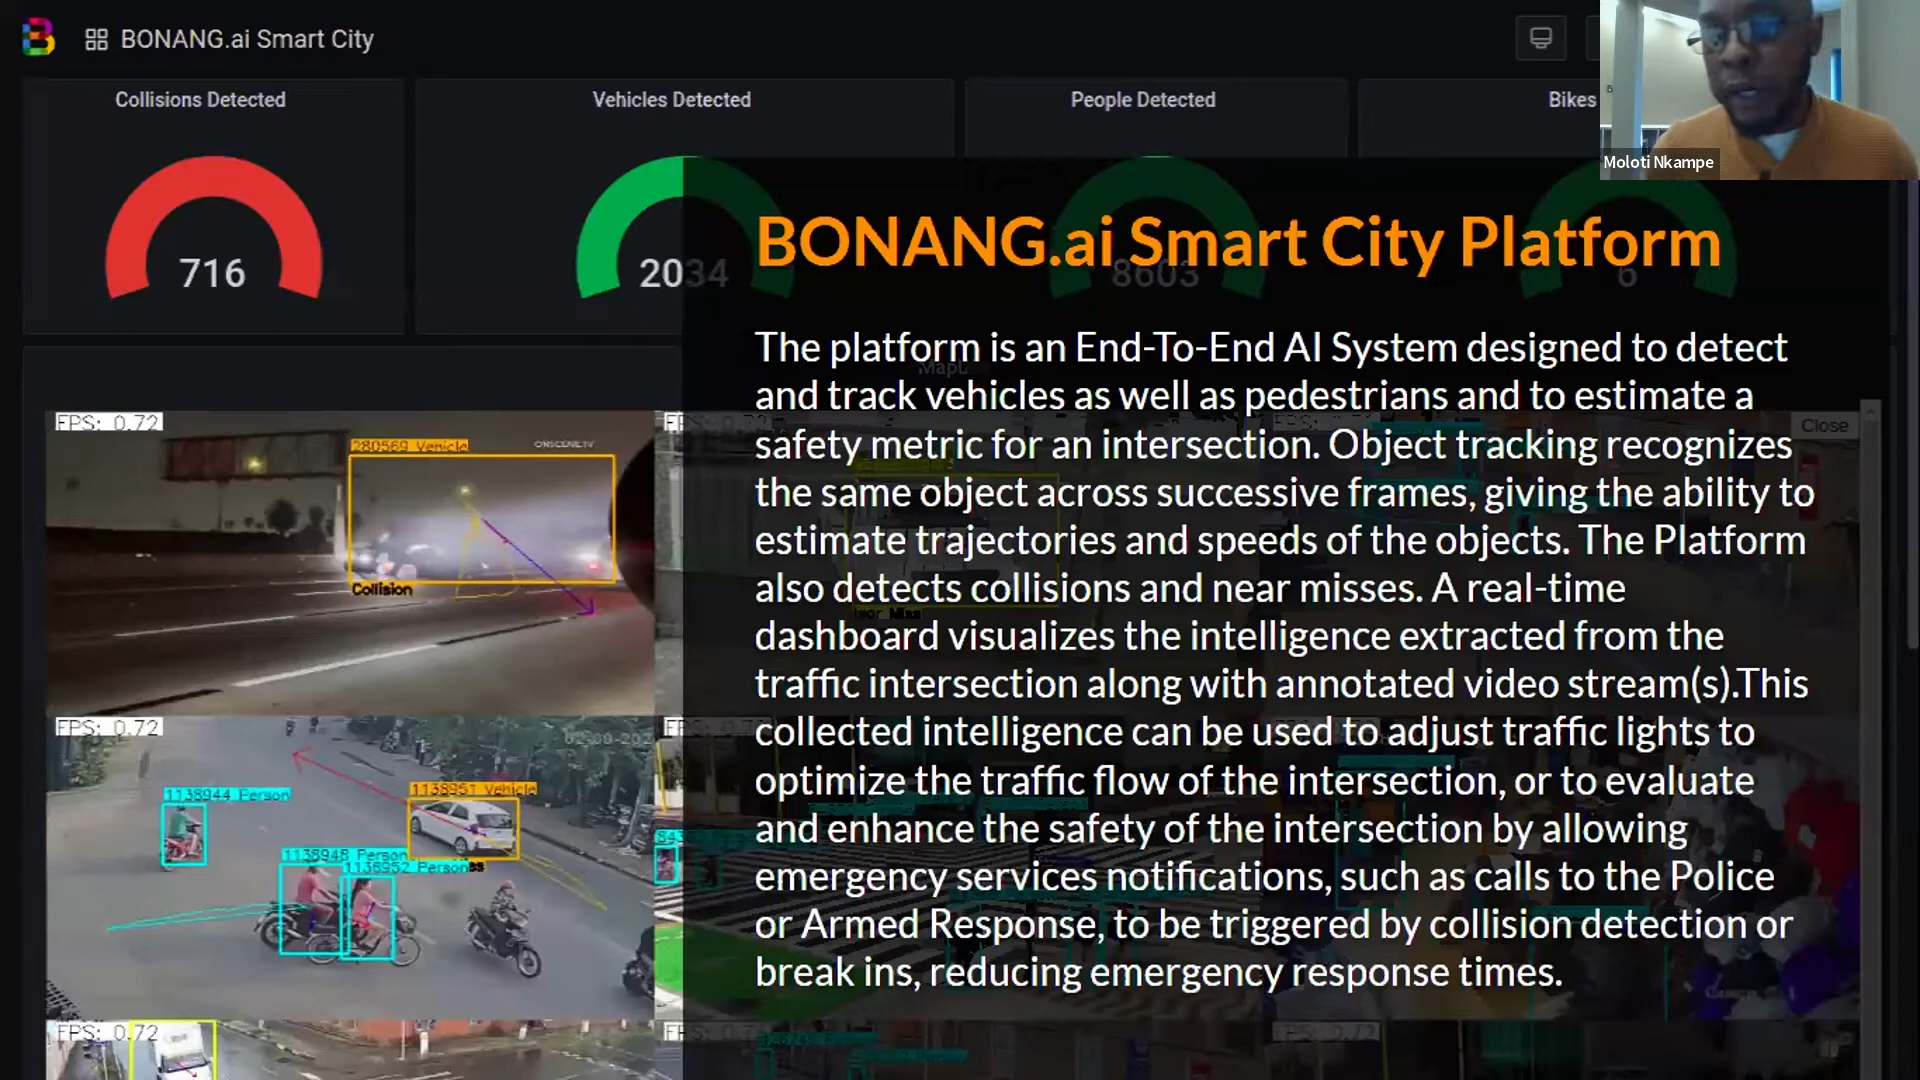 BONANG.ai Smart City
Collisions Detected
Vehicles Detected
People Detected
Bikes
Moloti Nkampe
716
2034
8603
6
BONANG.ai Smart City Platform
The platform is an End-To-End AI System designed to detect
and track vehicles as well as pedestrians and to estimate a
safety metric for an intersection. Object tracking recognizes
the same object across successive frames, giving the ability to
estimate trajectories and speeds of the objects. The Platform
also detects collisions and near misses. A real-time
dashboard visualizes the intelligence extracted from the
traffic intersection along with annotated video stream(s).This
collected intelligence can be used to adjust traffic lights to
optimize the traffic flow of the intersection, or to evaluate
and enhance the safety of the intersection by allowing
emergency services notifications, such as calls to the Police
or Armed Response, to be triggered by collision detection or
break ins, reducing emergency response times.
Close
FPS: 0.72
280569 Vehicle
ONSCENE.TV
Collision
FPS: 0.72
1138944 Person
1138951 Vehicle
1138948 Person
1138952 Person
FPS: 0.72